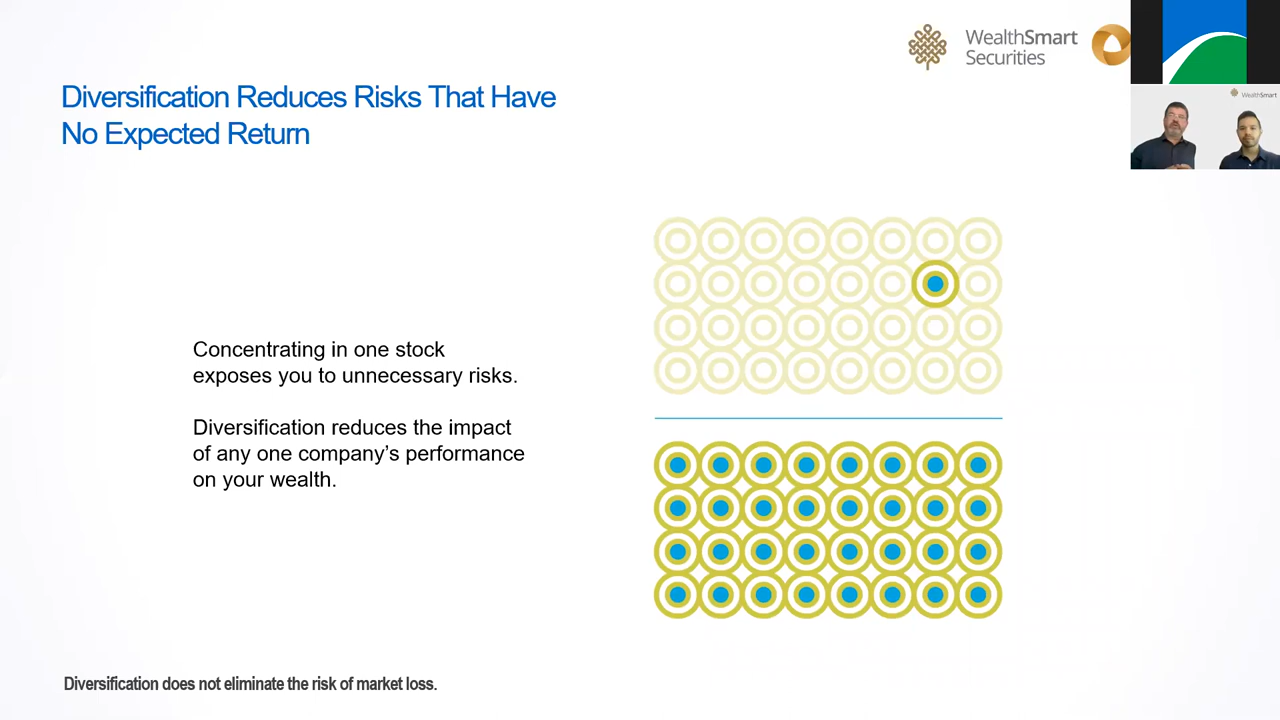 WealthSmart
Securities
WealthSmart
Diversification Reduces Risks That Have
No Expected Return
Concentrating in one stock
exposes you to unnecessary risks.
Diversification reduces the impact
of any one company’s performance
on your wealth.
Diversification does not eliminate the risk of market loss.